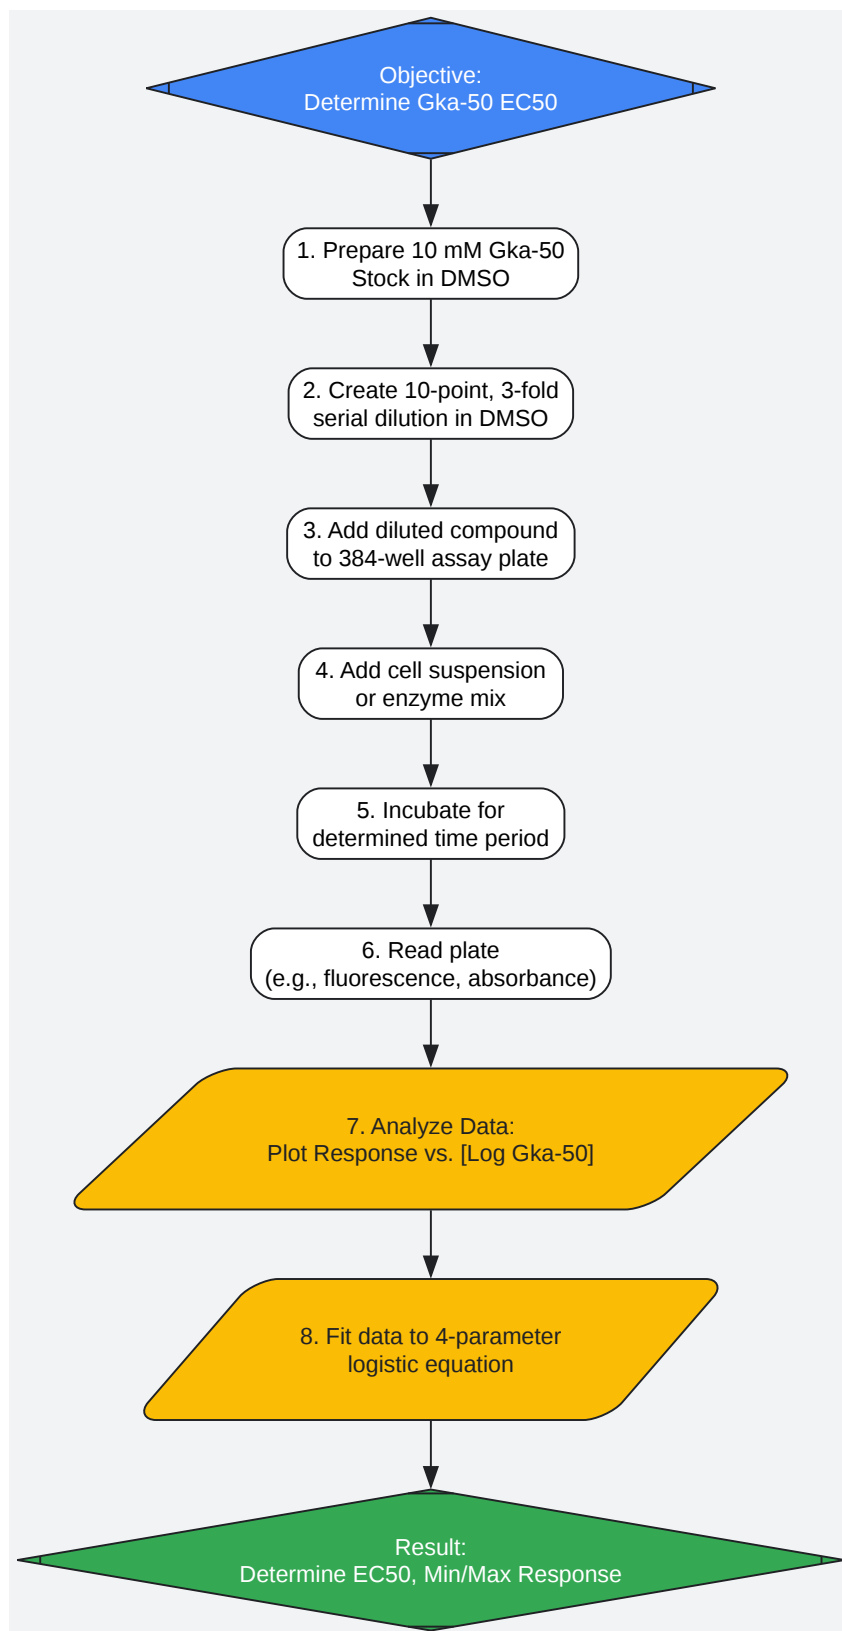 Objective:
Determine Gka-50 EC50
1. Prepare 10 mM Gka-50
Stock in DMSO
2. Create 10-point, 3-fold
serial dilution in DMSO
3. Add diluted compound
to 384-well assay plate
4. Add cell suspension
or enzyme mix
5. Incubate for
determined time period
6. Read plate
(e.g., fluorescence, absorbance)
7. Analyze Data:
Plot Response vs. [Log Gka-50]
8. Fit data to 4-parameter
logistic equation
Result:
Determine EC50, Min/Max Response